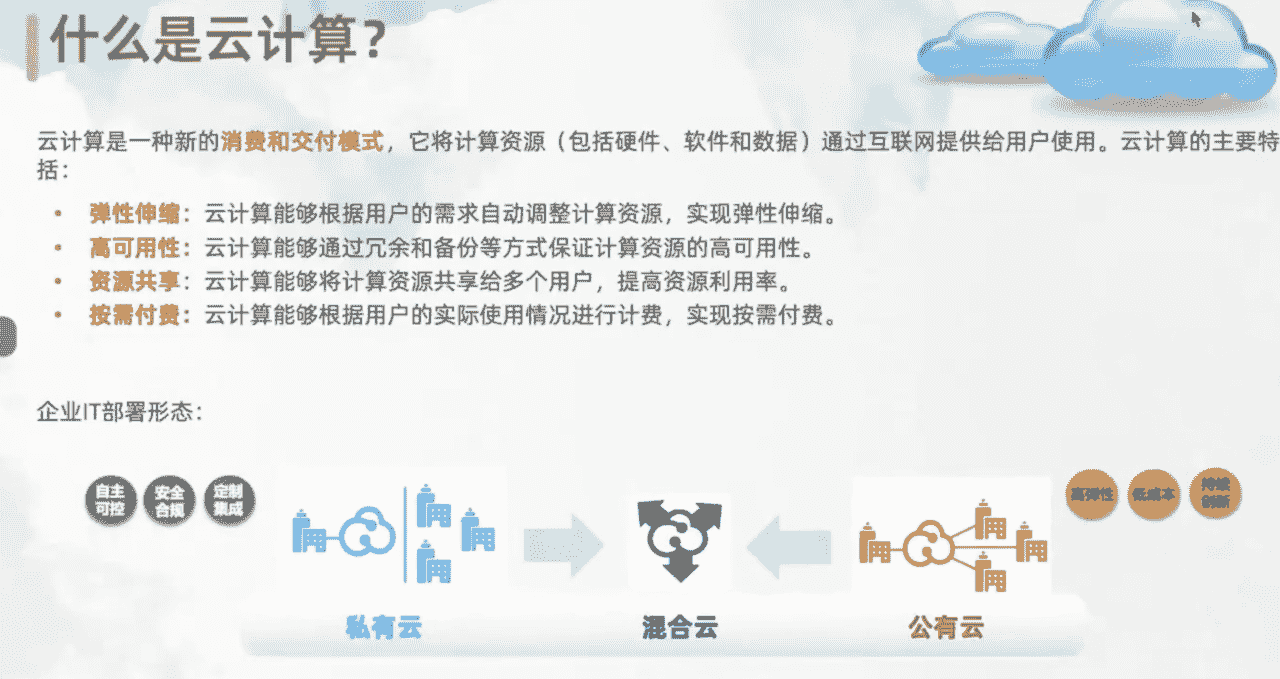 什么是云计算？
云计算是一种新的消费和交付模式，它将计算资源（包括硬件、软件和数据）通过互联网提供给用户使用。云计算的主要特
括：
• 弹性伸缩：云计算能够根据用户的需求自动调整计算资源，实现弹性伸缩。
• 高可用性：云计算能够通过冗余和备份等方式保证计算资源的高可用性。
• 资源共享：云计算能够将计算资源共享给多个用户，提高资源利用率。
• 按需付费：云计算能够根据用户的实际使用情况进行计费，实现按需付费。
企业IT部署形态：
自主
可控
安全
合规
定制
集成
高弹性
低成本
持续
创新
私有云
混合云
公有云